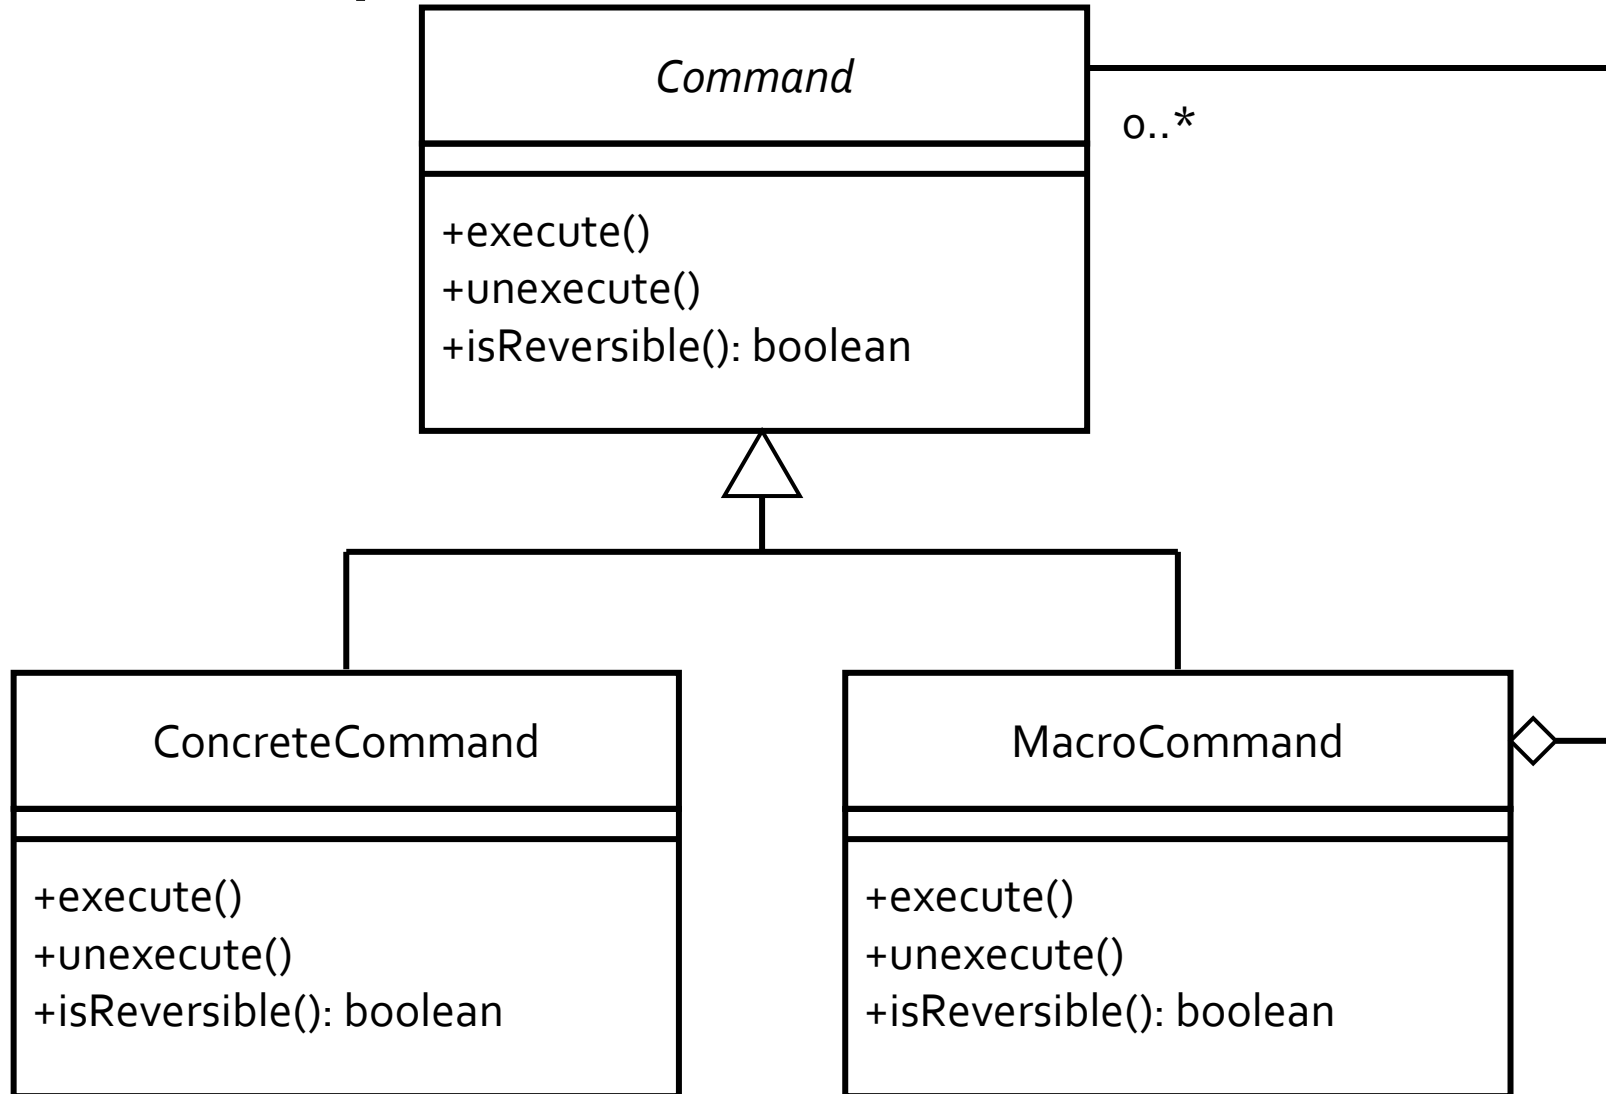 Command
0..*
+execute()
+unexecute()
+isReversible(): boolean
ConcreteCommand
MacroCommand
+execute()
+unexecute()
+isReversible(): boolean
+execute()
+unexecute()
+isReversible(): boolean